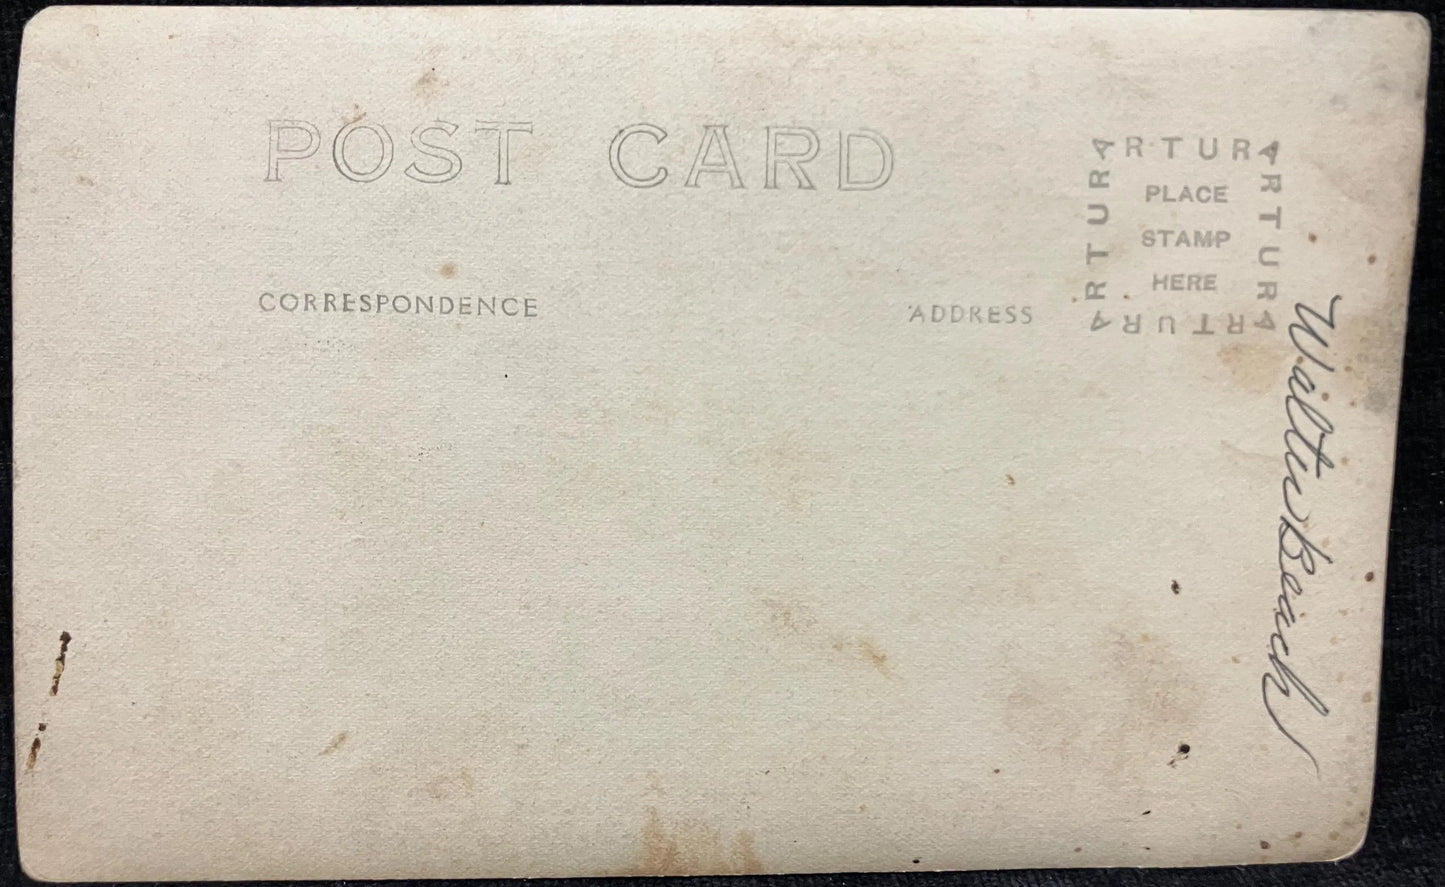 POST CARD
CORRESPONDENCE
ADDRESS
ARTURA
ARTURA
ARTURA
ARTURA
PLACE
STAMP
HERE
Walter Beach